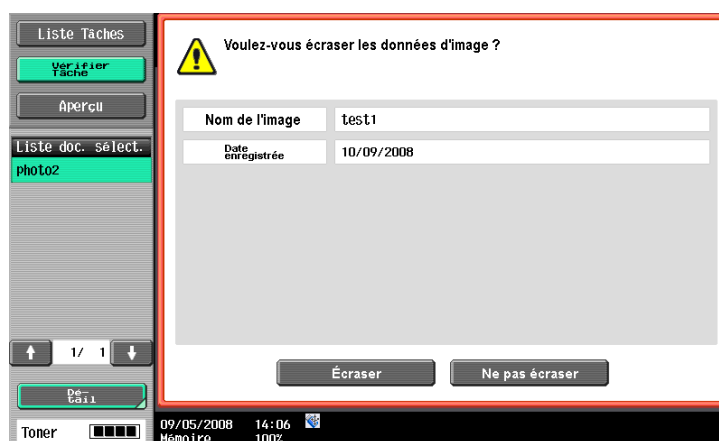 Liste Tâches
Vérifier
Tâche
Aperçu
Liste doc. sélect.
photo2
1/ 1
Dé-
tail
Toner
Voulez-vous écraser les données d'image ?
Nom de l'image
test1
Date
enregistrée
10/09/2008
Écraser
Ne pas écraser
09/05/2008 14:06
Mémoire 100%